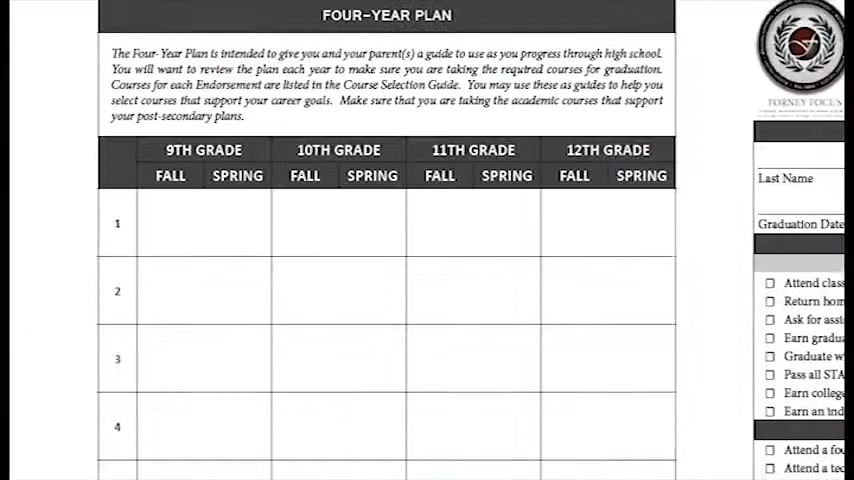 FOUR-YEAR PLAN
The Four-Year Plan is intended to give you and your parent(s) a guide to use as you progress through high school.
You will want to review the plan each year to make sure you are taking the required courses for graduation.
Courses for each Endorsement are listed in the Course Selection Guide. You may use these as guides to help you
select courses that support your career goals. Make sure that you are taking the academic courses that support
your post-secondary plans.
9TH GRADE 10TH GRADE 11TH GRADE 12TH GRADE
FALL SPRING FALL SPRING FALL SPRING FALL SPRING
1
2
3
4
FORNEY FOCUS
Last Name
Graduation Date
Attend class
Return hom
Ask for assi
Earn gradua
Graduate w
Pass all STA
Earn college
Earn an ind
Attend a fou
Attend a tec